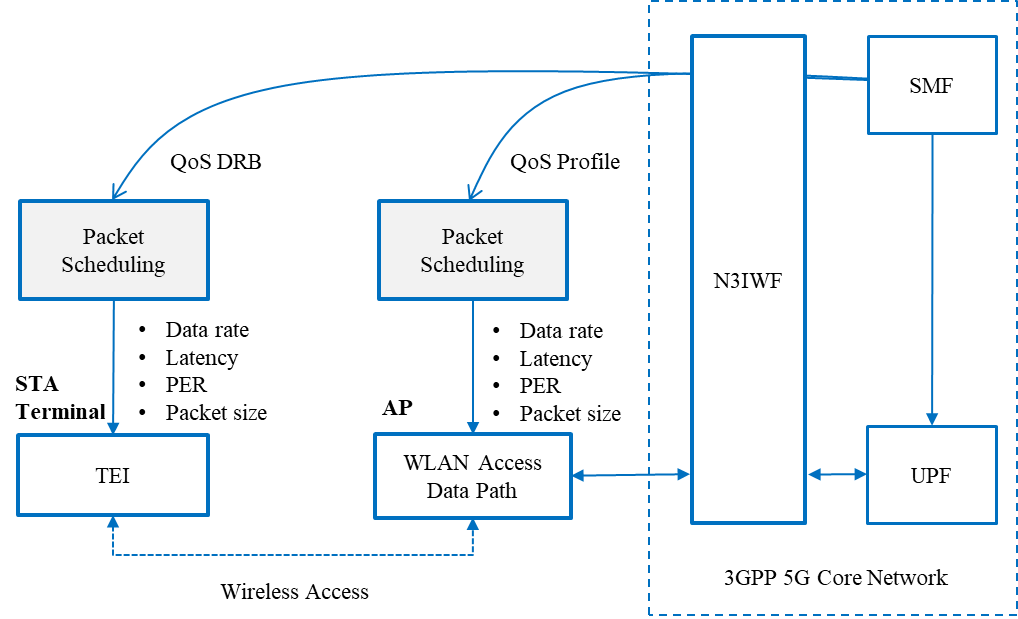 SMF
QoS DRB
QoS Profile
Packet
Scheduling
Packet
Scheduling
N3IWF
• Data rate
• Latency
• PER
• Packet size
• Data rate
• Latency
• PER
• Packet size
STA
Terminal
AP
TEI
WLAN Access
Data Path
UPF
Wireless Access
3GPP 5G Core Network